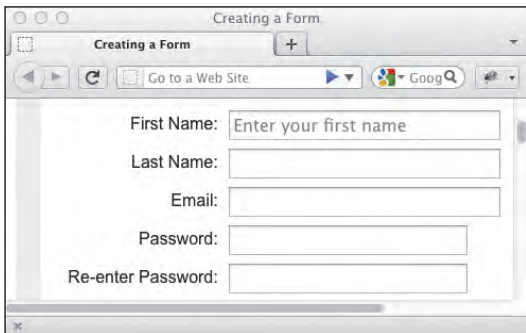 Creating a Form
Creating a Form
Go to a Web Site
Goog
First Name:
Enter your first name
Last Name:
Email:
Password:
Re-enter Password: